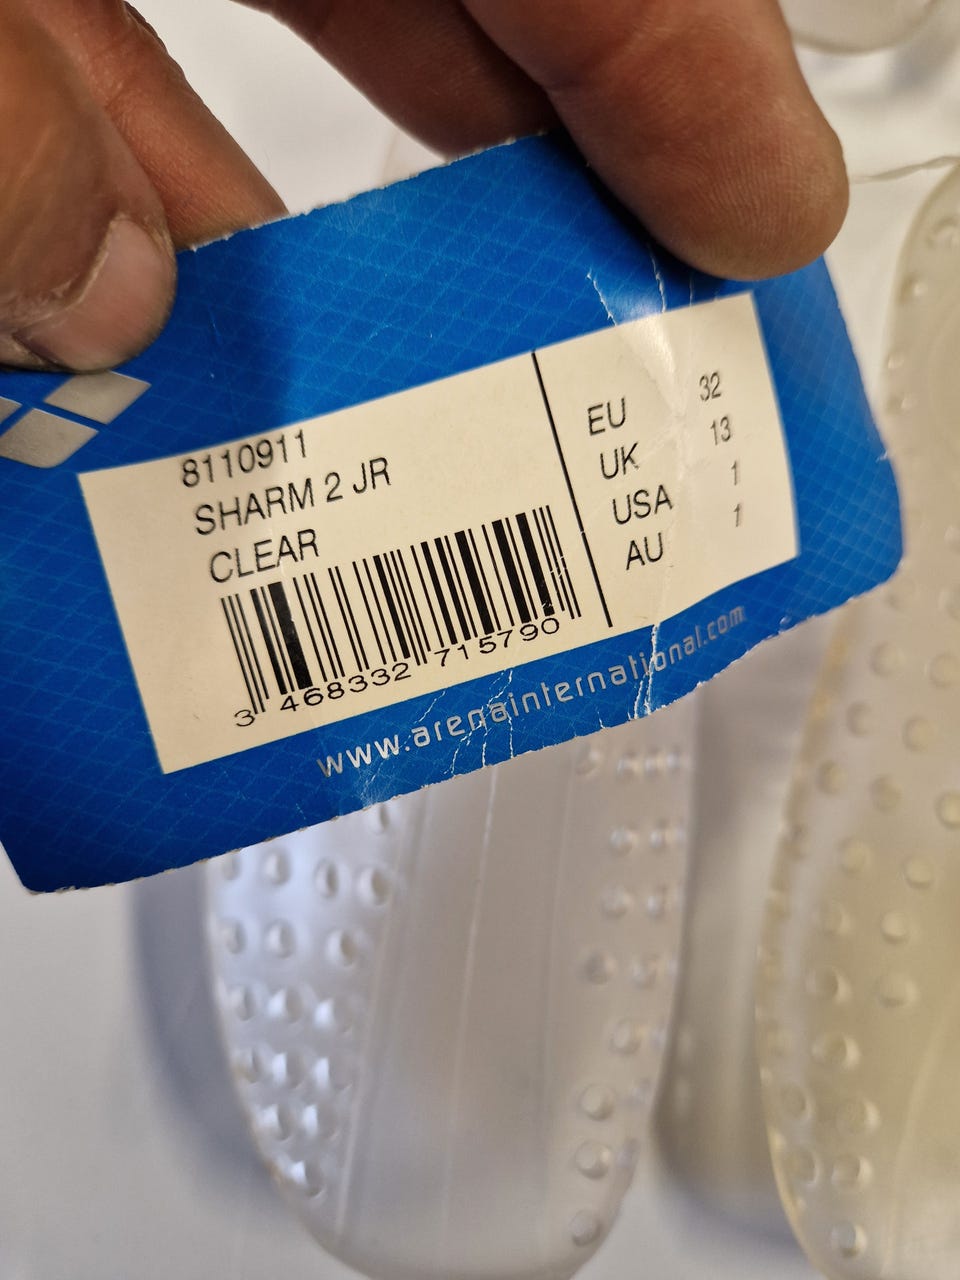 8110911
SHARM 2 JR
CLEAR
3 468332 715790
EU 32
UK 13
USA 1
AU 1
www.arenainternational.com